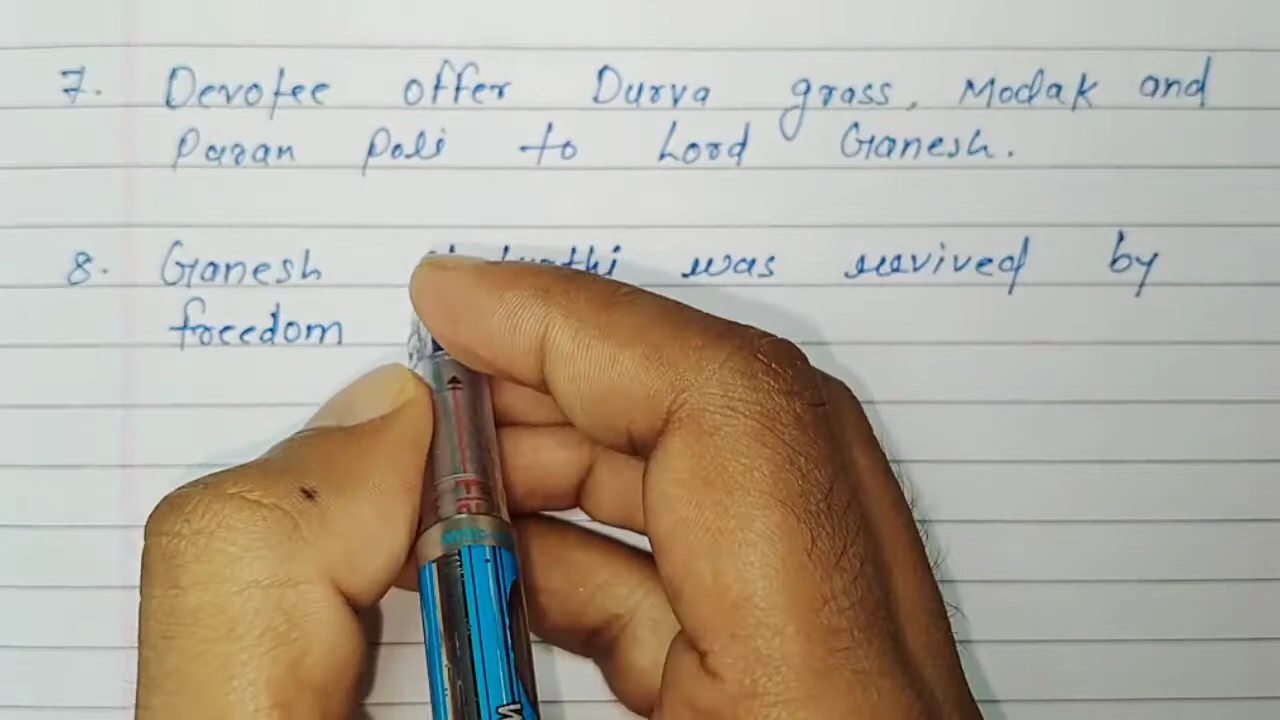 7. Devotee offer Durva grass, Modak and
Paran Poli to Lord Ganesh.
8. Ganesh was revived by
freedom